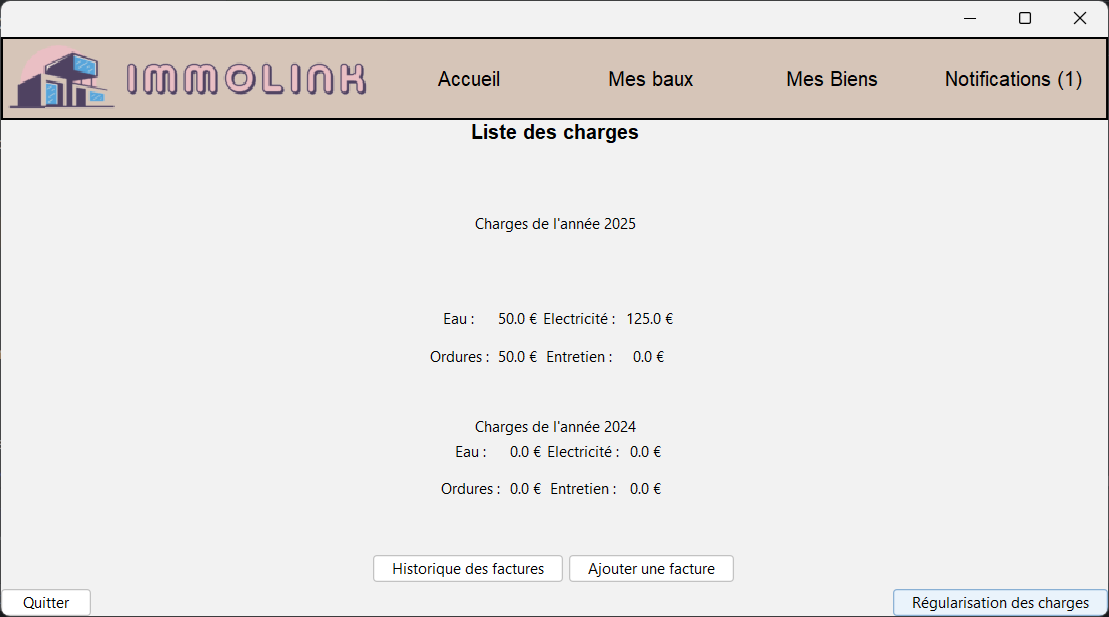 IMMOLINK Accueil Mes baux Mes Biens Notifications (1)
Liste des charges
Charges de l'année 2025
Eau : 50.0 € Electricité : 125.0 €
Ordures : 50.0 € Entretien : 0.0 €
Charges de l'année 2024
Eau : 0.0 € Electricité : 0.0 €
Ordures : 0.0 € Entretien : 0.0 €
Historique des factures Ajouter une facture
Quitter Régularisation des charges